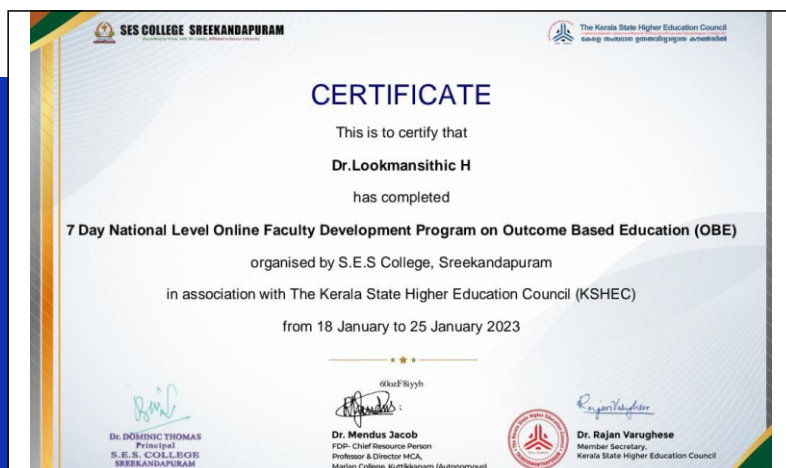 SES COLLEGE SREEKANDAPURAM
The Kerala State Higher Education Council
കേരള സംസ്ഥാന ഉന്നതവിദ്യാഭ്യാസ കൗൺസിൽ
CERTIFICATE
This is to certify that
Dr.Lookmansithic H
has completed
7 Day National Level Online Faculty Development Program on Outcome Based Education (OBE)
organised by S.E.S College, Sreekandapuram
in association with The Kerala State Higher Education Council (KSHEC)
from 18 January to 25 January 2023
60ozF8iyyb
Dr. DOMINIC THOMAS
Principal
S.E.S. COLLEGE
SREEKANDAPURAM
Dr. Mendus Jacob
FDP- Chief Resource Person
Professor & Director MCA,
Marian College, Kuttikkanam (Autonomous)
Dr. Rajan Varughese
Member Secretary,
Kerala State Higher Education Council